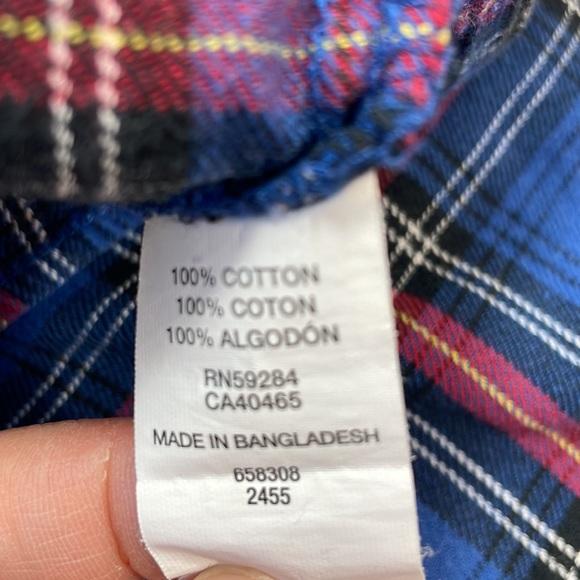 100% COTTON
100% COTON
100% ALGODÓN
RN59284
CA40465
MADE IN BANGLADESH
658308
2455